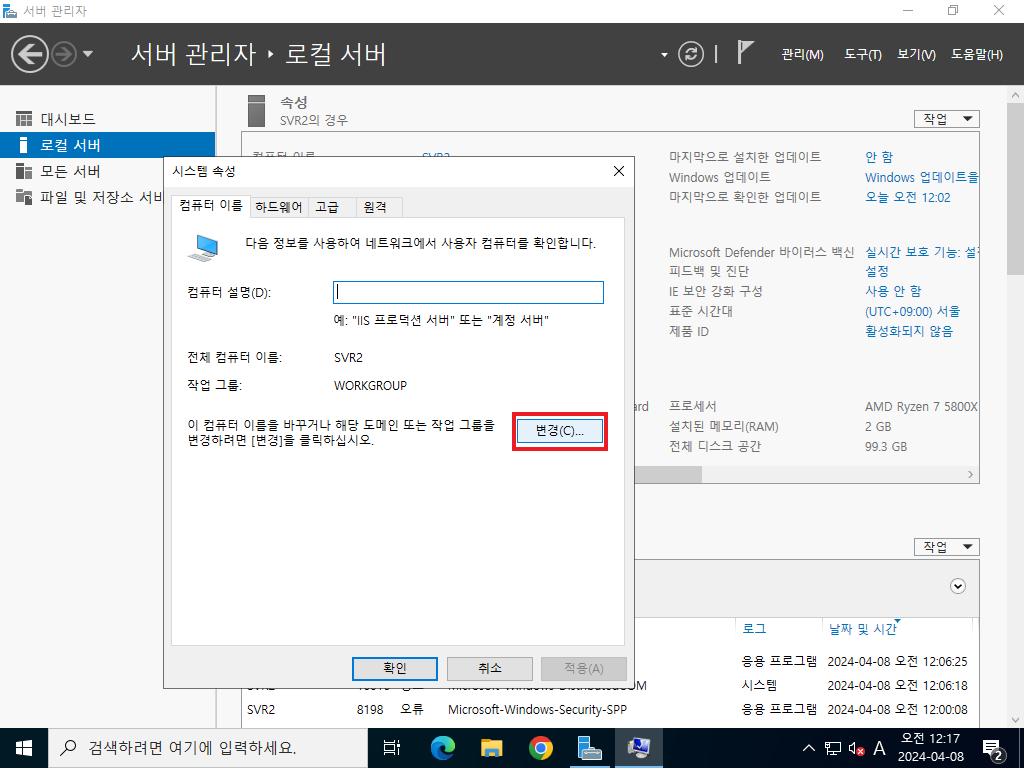 서버 관리자
서버 관리자 ‣ 로컬 서버
관리(M) 도구(T) 보기(V) 도움말(H)
대시보드
로컬 서버
모든 서버
파일 및 저장소 서비
속성
SVR2의 경우
작업
컴퓨터 이름 SVR2
마지막으로 설치한 업데이트 안 함
Windows 업데이트 Windows 업데이트을
마지막으로 확인한 업데이트 오늘 오전 12:02
Microsoft Defender 바이러스 백신 실시간 보호 기능: 설정
피드백 및 진단 설정
IE 보안 강화 구성 사용 안 함
표준 시간대 (UTC+09:00) 서울
제품 ID 활성화되지 않음
프로세서 AMD Ryzen 7 5800X
설치된 메모리(RAM) 2 GB
전체 디스크 공간 99.3 GB
시스템 속성
컴퓨터 이름 하드웨어 고급 원격
다음 정보를 사용하여 네트워크에서 사용자 컴퓨터를 확인합니다.
컴퓨터 설명(D):
예: "IIS 프로덕션 서버" 또는 "계정 서버"
전체 컴퓨터 이름: SVR2
작업 그룹: WORKGROUP
이 컴퓨터 이름을 바꾸거나 해당 도메인 또는 작업 그룹을
변경하려면 [변경]을 클릭하십시오.
변경(C)...
확인 취소 적용(A)
작업
로그 날짜 및 시간
응용 프로그램 2024-04-08 오전 12:06:25
SVR2 10016 경고 Microsoft-Windows-DistributedCOM 시스템 2024-04-08 오전 12:06:18
SVR2 8198 오류 Microsoft-Windows-Security-SPP 응용 프로그램 2024-04-08 오전 12:00:08
검색하려면 여기에 입력하세요.
A
오전 12:17
2024-04-08
2